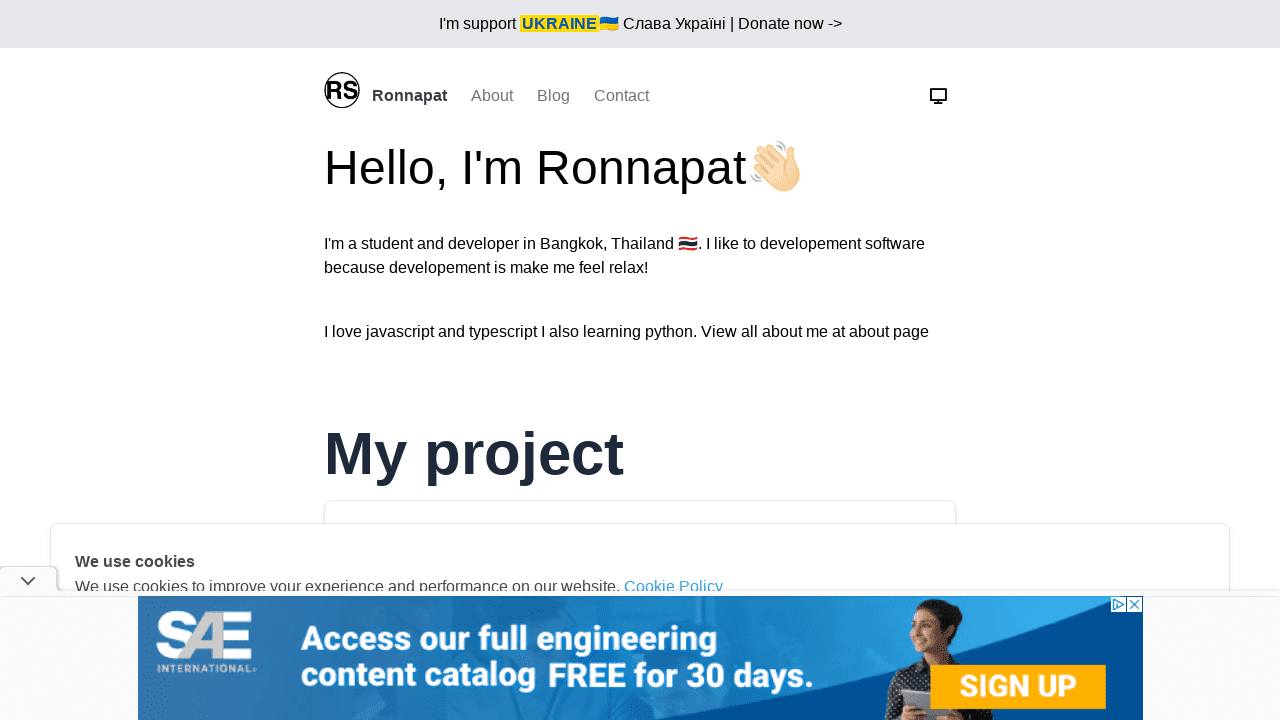 I'm support UKRAINE🇺🇦 Слава Україні | Donate now ->
RS Ronnapat About Blog Contact
Hello, I'm Ronnapat👋🏻
I'm a student and developer in Bangkok, Thailand 🇹🇭. I like to developement software
because developement is make me feel relax!
I love javascript and typescript I also learning python. View all about me at about page
My project
We use cookies
We use cookies to improve your experience and performance on our website. Cookie Policy
SAE
INTERNATIONAL
Access our full engineering
content catalog FREE for 30 days.
SIGN UP